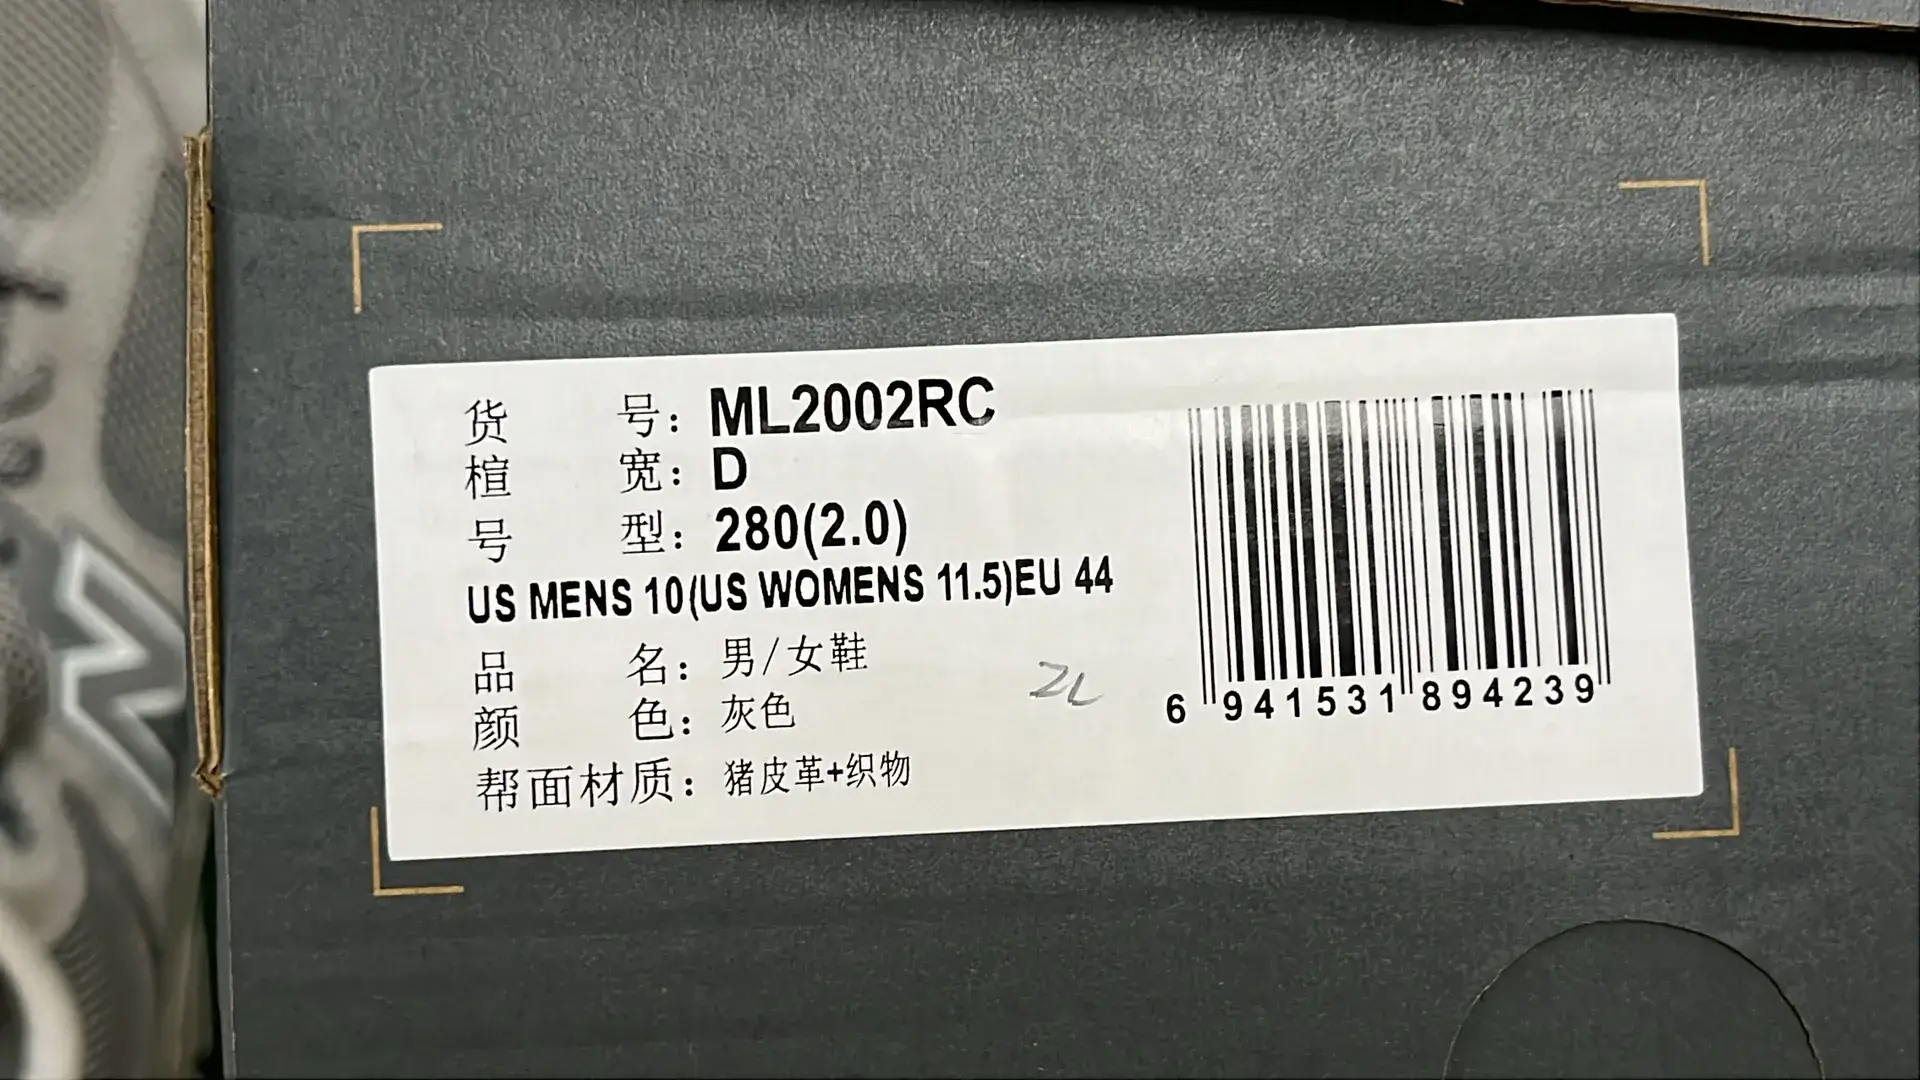 货 号：ML2002RC
楦 宽：D
号 型：280(2.0)
US MENS 10(US WOMENS 11.5)EU 44
品 名：男/女鞋
颜 色：灰色
帮面材质：猪皮革+织物
ZL
6 941531 894239